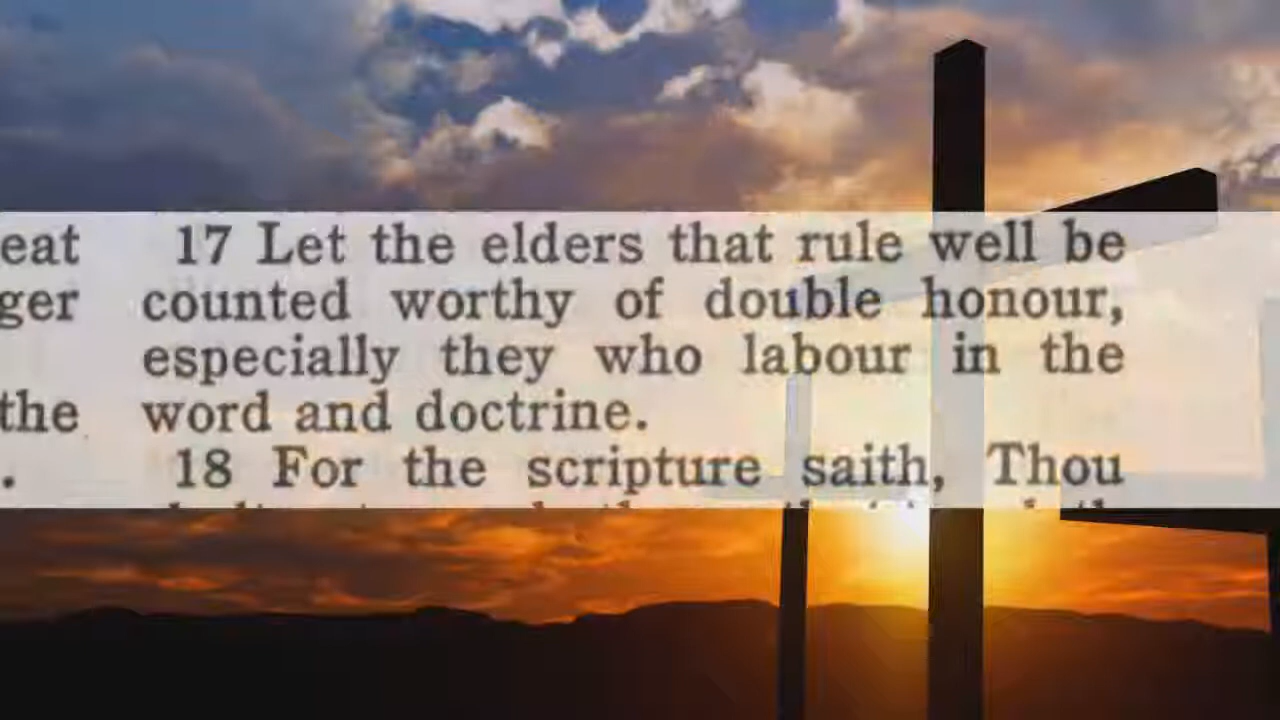 eat
ger
the
.
17 Let the elders that rule well be
counted worthy of double honour,
especially they who labour in the
word and doctrine.
18 For the scripture saith, Thou